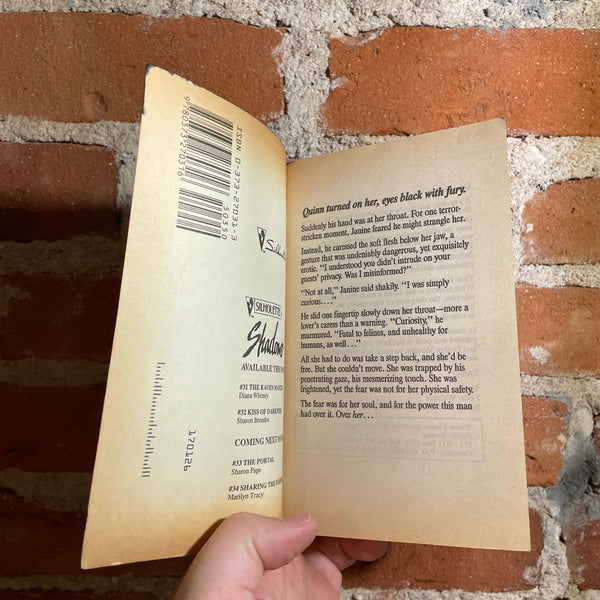 9780373270316
ISBN 0-373-27031-3
50350
SILHOUETTE
Shadows
AVAILABLE THIS
#31 THE RAVEN
Diana Whitney
#32 KISS OF DARKNESS
Sharon Brondos
COMING NEXT
#33 THE PORTAL
Sharon Pape
#34 SHARING THE
Marilyn Tracy
170126
Quinn turned on her, eyes black with fury.
Suddenly his hand was at her throat. For one terror-
stricken moment, Janine feared he might strangle her.
Instead, he caressed the soft flesh below her jaw, a
gesture that was undeniably dangerous, yet exquisitely
erotic. “I understood you didn’t intrude on your
guests’ privacy. Was I misinformed?”
“Not at all,” Janine said shakily. “I was simply
curious. . . .”
He slid one fingertip slowly down her throat—more a
lover’s caress than a warning. “Curiosity,” he
murmured. “Fatal to felines, and unhealthy for
humans, as well . . .”
All she had to do was take a step back, and she’d be
free. But she couldn’t move. She was trapped by his
penetrating gaze, his mesmerizing touch. She was
frightened, yet the fear was not for her physical safety.
The fear was for her soul, and for the power this man
had over it. Over her . . .